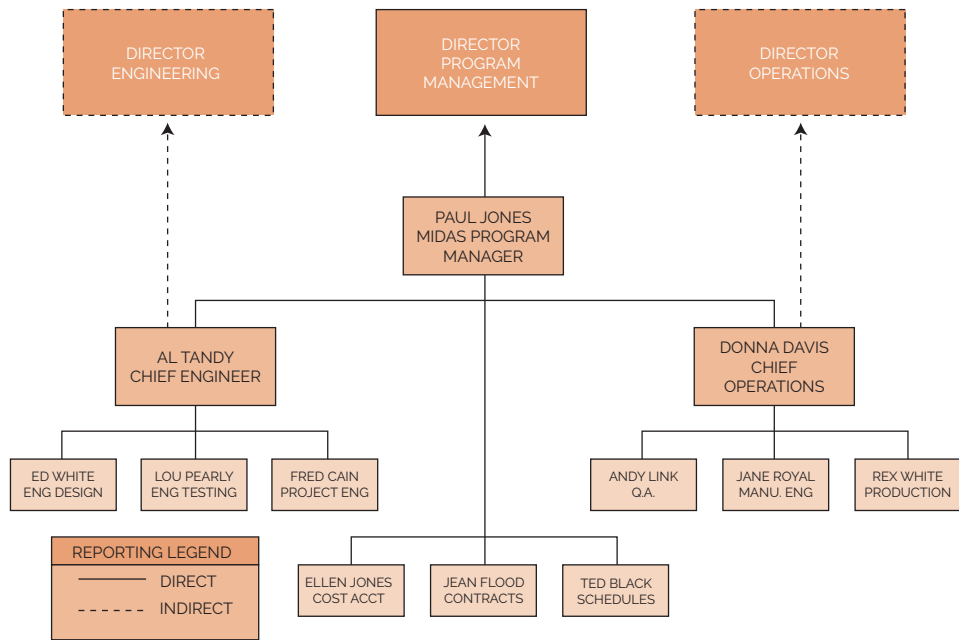 DIRECTOR
ENGINEERING
DIRECTOR
PROGRAM
MANAGEMENT
DIRECTOR
OPERATIONS
PAUL JONES
MIDAS PROGRAM
MANAGER
AL TANDY
CHIEF ENGINEER
DONNA DAVIS
CHIEF
OPERATIONS
ED WHITE
ENG DESIGN
LOU PEARLY
ENG TESTING
FRED CAIN
PROJECT ENG
ANDY LINK
Q.A.
JANE ROYAL
MANU. ENG
REX WHITE
PRODUCTION
REPORTING LEGEND
DIRECT
INDIRECT
ELLEN JONES
COST ACCT
JEAN FLOOD
CONTRACTS
TED BLACK
SCHEDULES